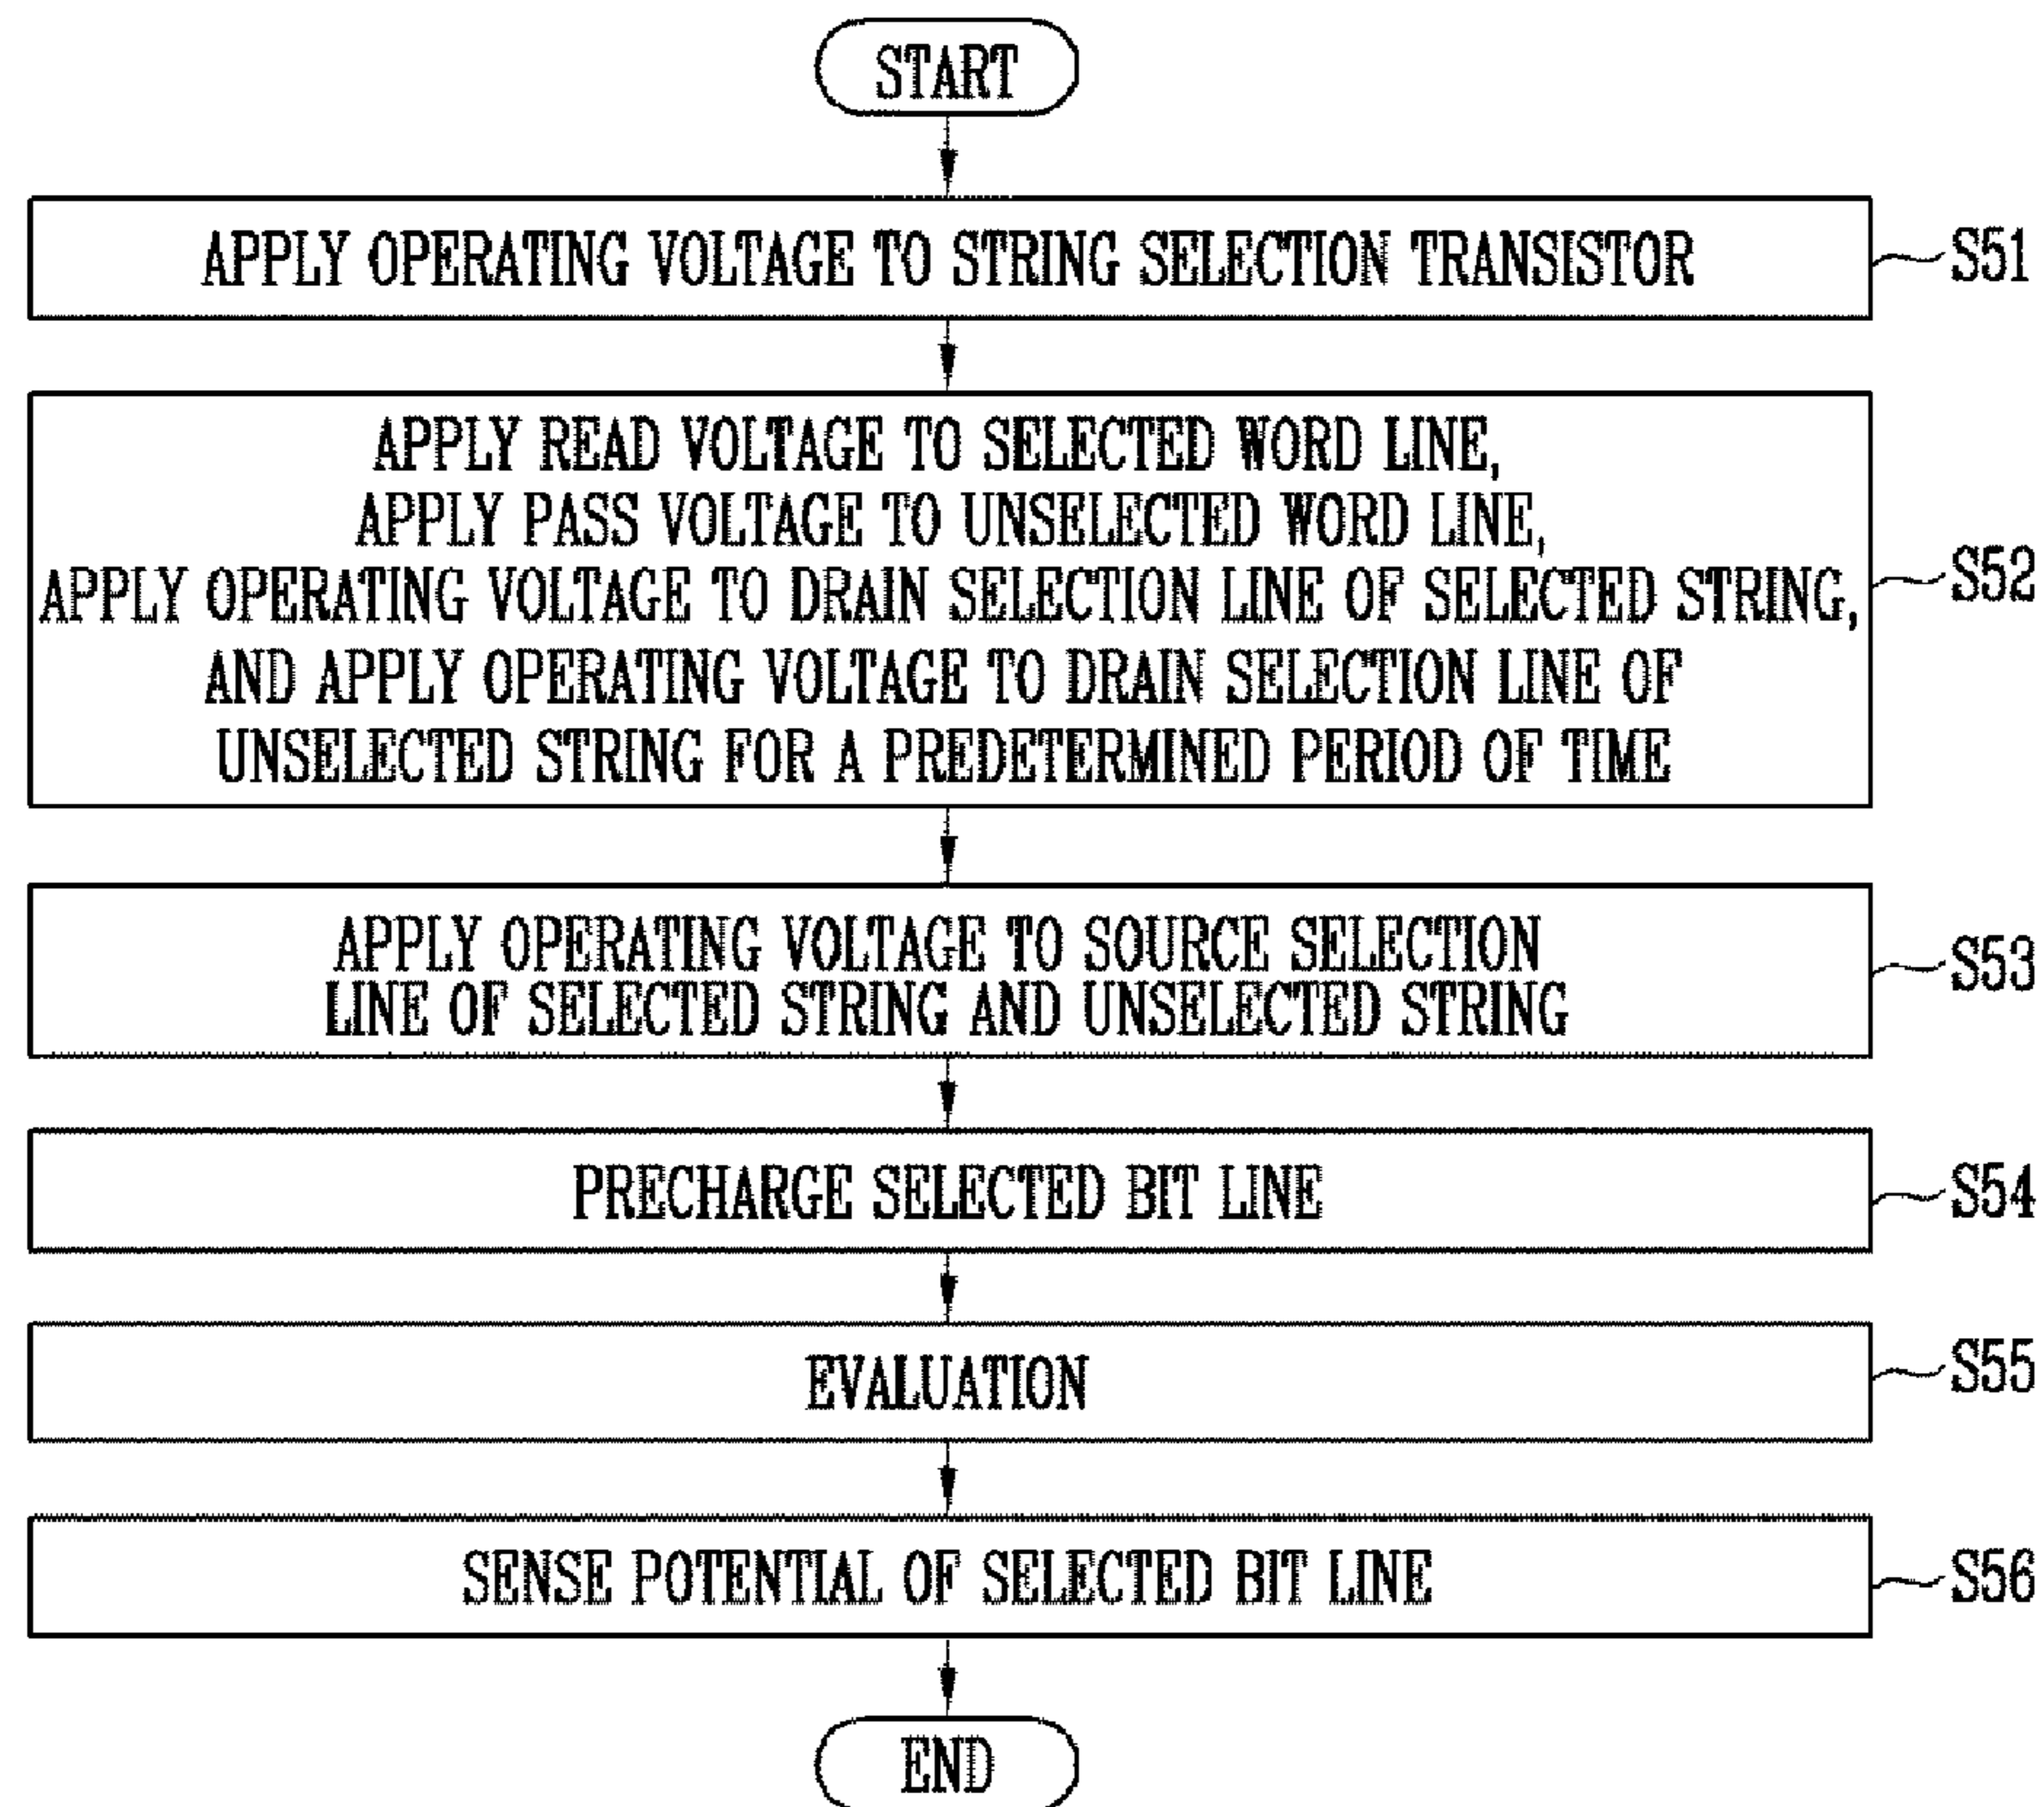 START
APPLY OPERATING VOLTAGE TO STRING SELECTION TRANSISTOR
S51
APPLY READ VOLTAGE TO SELECTED WORD LINE,
APPLY PASS VOLTAGE TO UNSELECTED WORD LINE,
APPLY OPERATING VOLTAGE TO DRAIN SELECTION LINE OF SELECTED STRING,
AND APPLY OPERATING VOLTAGE TO DRAIN SELECTION LINE OF
UNSELECTED STRING FOR A PREDETERMINED PERIOD OF TIME
S52
APPLY OPERATING VOLTAGE TO SOURCE SELECTION
LINE OF SELECTED STRING AND UNSELECTED STRING
S53
PRECHARGE SELECTED BIT LINE
S54
EVALUATION
S55
SENSE POTENTIAL OF SELECTED BIT LINE
S56
END